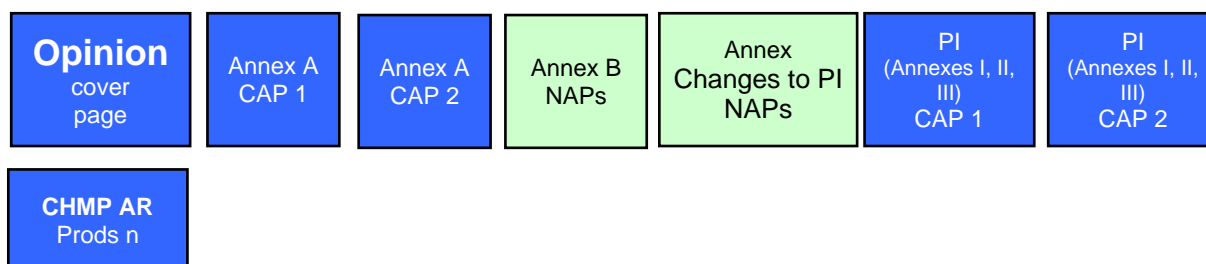 Opinion
cover
page
Annex A
CAP 1
Annex A
CAP 2
Annex B
NAPs
Annex
Changes to PI
NAPs
PI
(Annexes I, II,
III)
CAP 1
PI
(Annexes I, II,
III)
CAP 2
CHMP AR
Prods n